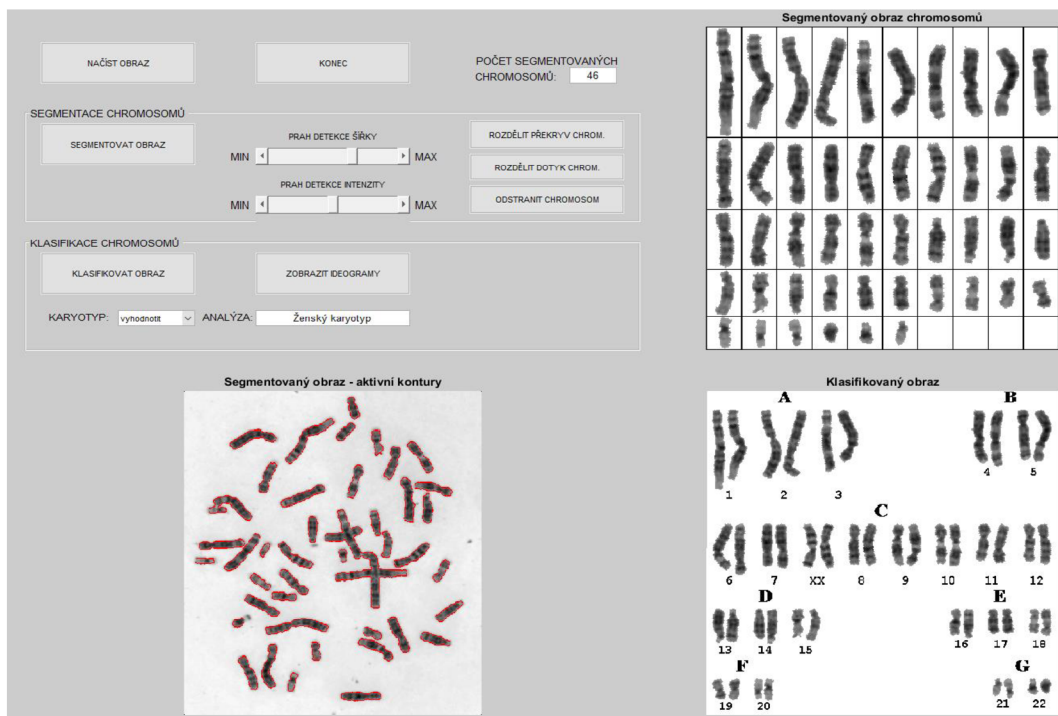 NAČÍST OBRAZ
KONEC
POČET SEGMENTOVANÝCH
CHROMOSOMŮ: 46
SEGMENTACE CHROMOSOMŮ
SEGMENTOVAT OBRAZ
PRAH DETEKCE ŠÍŘKY
MIN MAX
PRAH DETEKCE INTENZITY
MIN MAX
ROZDĚLIT PŘEKRYV CHROM.
ROZDĚLIT DOTYK CHROM.
ODSTRANIT CHROMOSOM
KLASIFIKACE CHROMOSOMŮ
KLASIFIKOVAT OBRAZ
ZOBRAZIT IDEOGRAMY
KARYOTYP: vyhodnotit ANALÝZA: Ženský karyotyp
Segmentovaný obraz chromosomů
Segmentovaný obraz - aktivní kontury
Klasifikovaný obraz
A B
1 2 3 4 5
C
6 7 XX 8 9 10 11 12
D E
13 14 15 16 17 18
F G
19 20 21 22